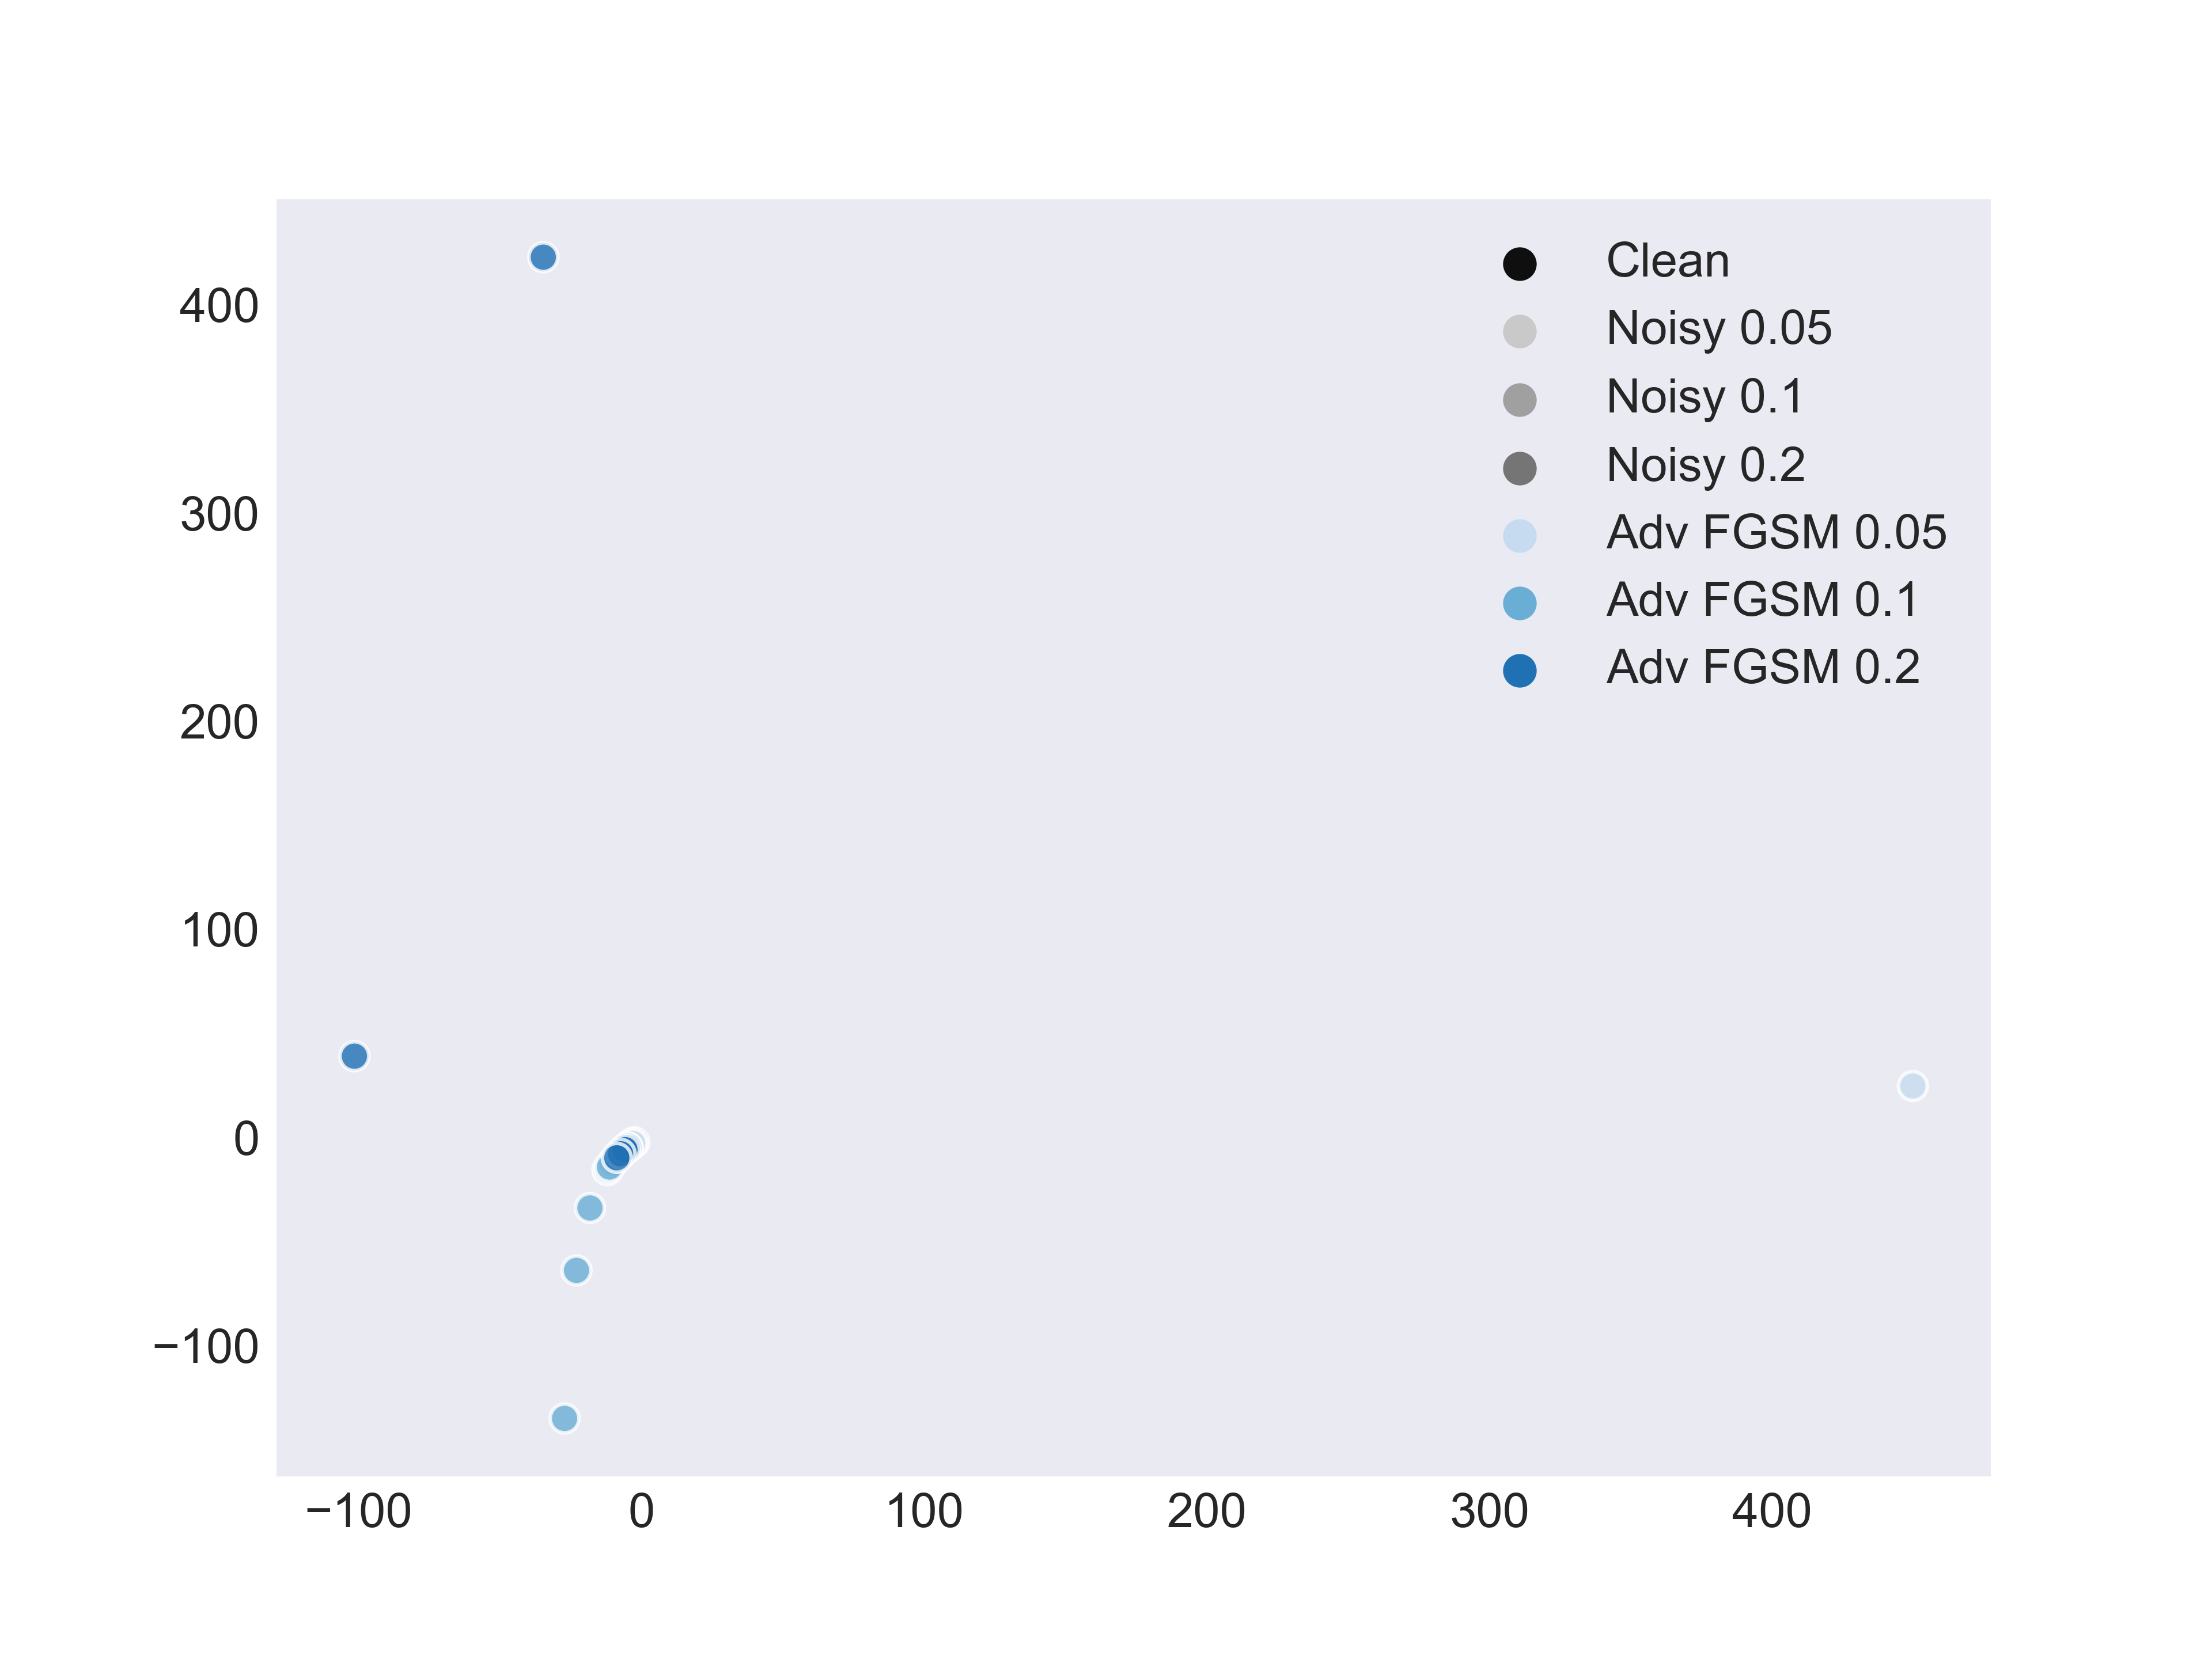 Clean
Noisy 0.05
Noisy 0.1
Noisy 0.2
Adv FGSM 0.05
Adv FGSM 0.1
Adv FGSM 0.2
400
300
200
100
0
−100
−100 0 100 200 300 400